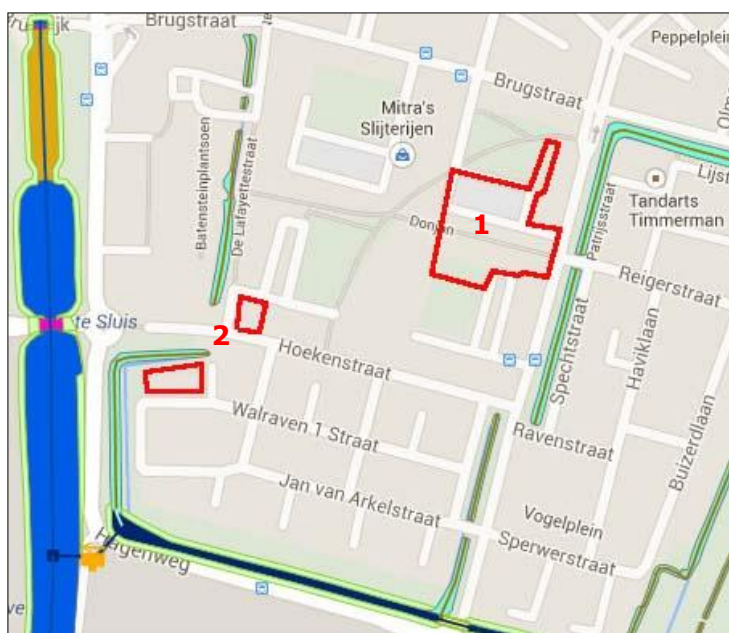 Brugstraat
Peppelplein
Brugstraat
Mitra's
Slijterijen
Batensteinplantsoen
De Lafayettestraat
Tandarts
Timmerman
Patrijsstraat
1
Donjon
Reigerstraat
te Sluis
2
Hoekenstraat
Spechtstraat
Haviklaan
Buizerdlaan
Walraven 1 Straat
Ravenstraat
Jan van Arkelstraat
Vogelplein
Sperwerstraat
Hagenweg